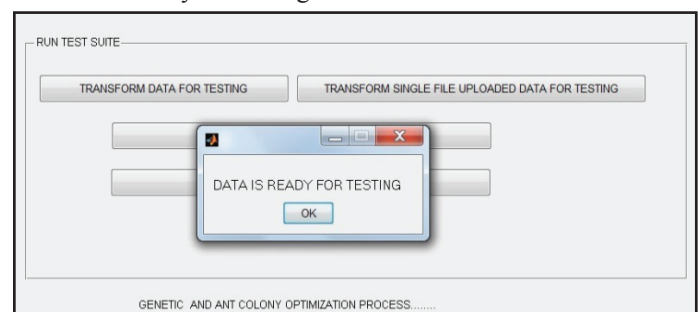 RUN TEST SUITE
TRANSFORM DATA FOR TESTING
TRANSFORM SINGLE FILE UPLOADED DATA FOR TESTING
DATA IS READY FOR TESTING
OK
GENETIC AND ANT COLONY OPTIMIZATION PROCESS........